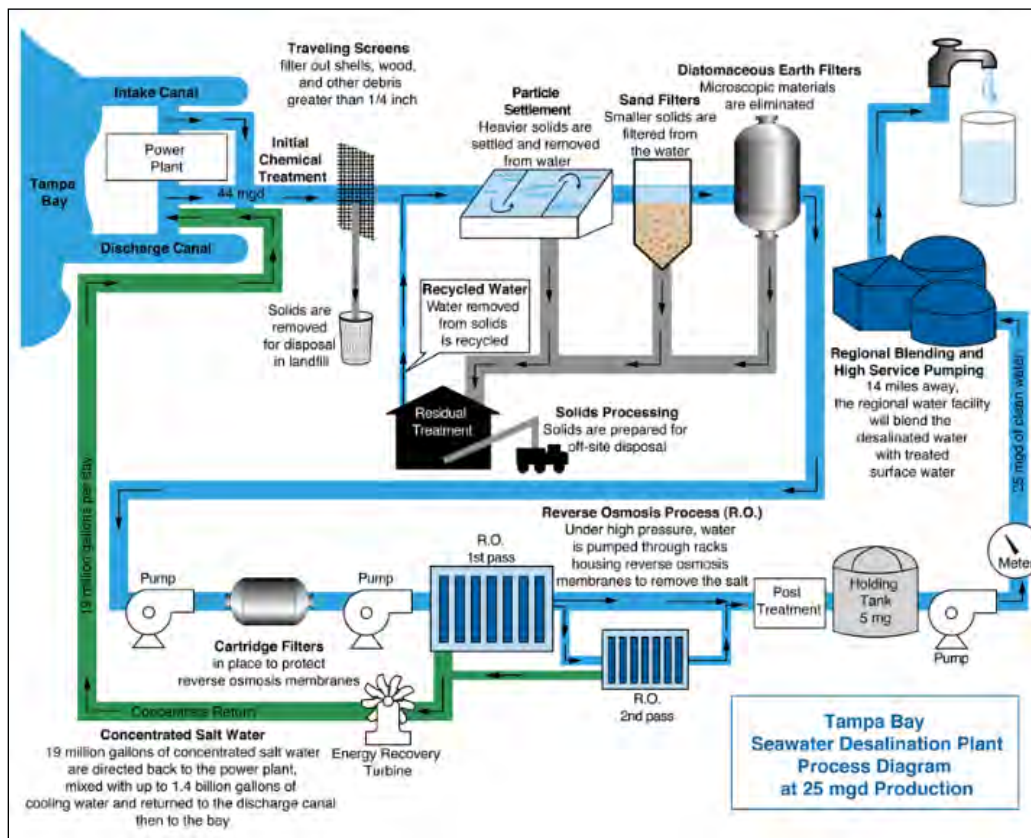 Traveling Screens
filter out shells, wood,
and other debris
greater than 1/4 inch
Intake Canal
Power
Plant
Tampa
Bay
Initial
Chemical
Treatment
44 mgd
Discharge Canal
Particle
Settlement
Heavier solids are
settled and removed
from water
Sand Filters
Smaller solids are
filtered from
the water
Diatomaceous Earth Filters
Microscopic materials
are eliminated
Solids are
removed
for disposal
in landfill
Recycled Water
Water removed
from solids
is recycled
Residual
Treatment
Solids Processing
Solids are prepared for
off-site disposal
Regional Blending and
High Service Pumping
14 miles away,
the regional water facility
will blend the
desalinated water
with treated
surface water
25 mgd of clean water
19 million gallons per day
Reverse Osmosis Process (R.O.)
Under high pressure, water
is pumped through racks
housing reverse osmosis
membranes to remove the salt
R.O.
1st pass
Pump
Pump
Cartridge Filters
in place to protect
reverse osmosis membranes
Post
Treatment
Holding
Tank
5 mg
Meter
Pump
R.O.
2nd pass
Concentrate Return
Energy Recovery
Turbine
Concentrated Salt Water
19 million gallons of concentrated salt water
are directed back to the power plant,
mixed with up to 1.4 billion gallons of
cooling water and returned to the discharge canal
then to the bay
Tampa Bay
Seawater Desalination Plant
Process Diagram
at 25 mgd Production